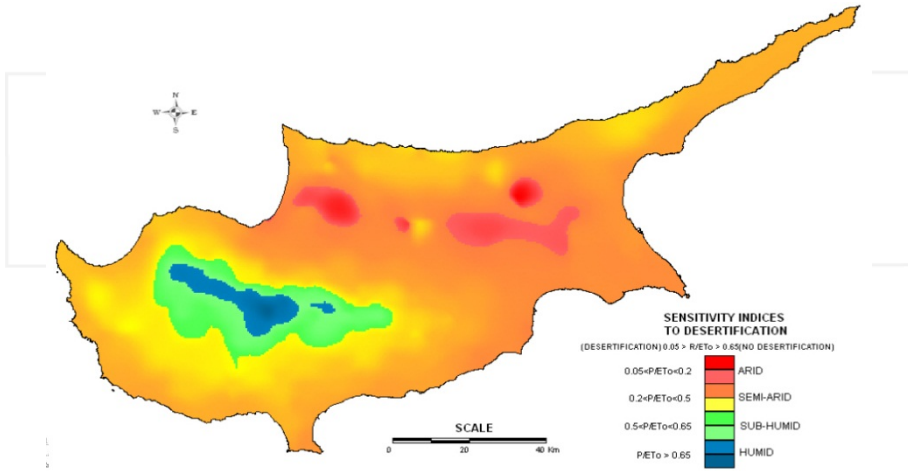 N
W E
S
SENSITIVITY INDICES
TO DESERTIFICATION
(DESERTIFICATION) 0.05 > R/ETo > 0.65(NO DESERTIFICATION)
0.05<P/ETo<0.2 ARID
0.2<P/ETo<0.5 SEMI-ARID
0.5<P/ETo<0.65 SUB-HUMID
P/ETo > 0.65 HUMID
SCALE
0 20 40 Km